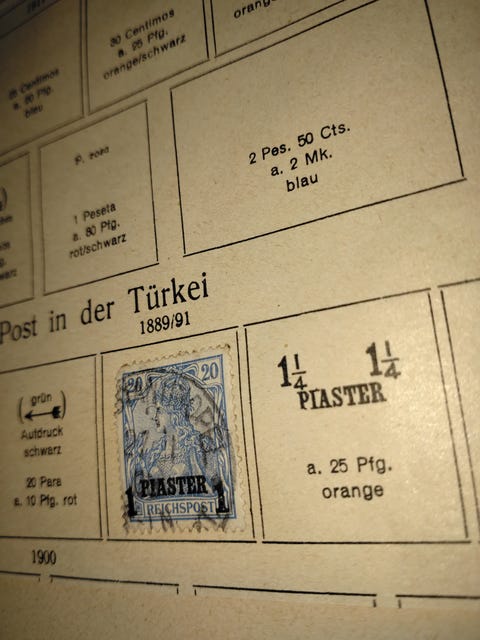 30 Centimos
a. 25 Pfg.
orange/schwarz
orange
25 Centimos
a. 20 Pfg.
blau
2 Pes. 50 Cts.
a. 2 Mk.
blau
1 Peseta
a. 80 Pfg.
rot/schwarz
Post in der Türkei
1889/91
grün
Aufdruck
schwarz
20 Para
a. 10 Pfg. rot
20 20
1 PIASTER 1
REICHSPOST
1¼ 1¼
PIASTER
a. 25 Pfg.
orange
1900